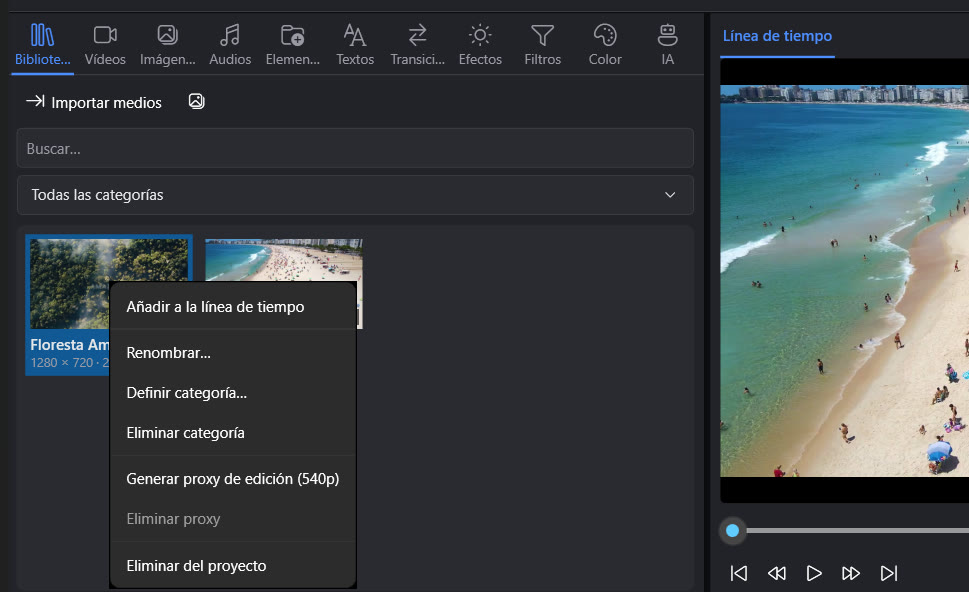 Bibliote...
Vídeos
Imágen...
Audios
Elemen...
Textos
Transici...
Efectos
Filtros
Color
IA
Línea de tiempo
Importar medios
Buscar...
Todas las categorías
Floresta Am
1280 × 720 · 2
Añadir a la línea de tiempo
Renombrar...
Definir categoría...
Eliminar categoría
Generar proxy de edición (540p)
Eliminar proxy
Eliminar del proyecto